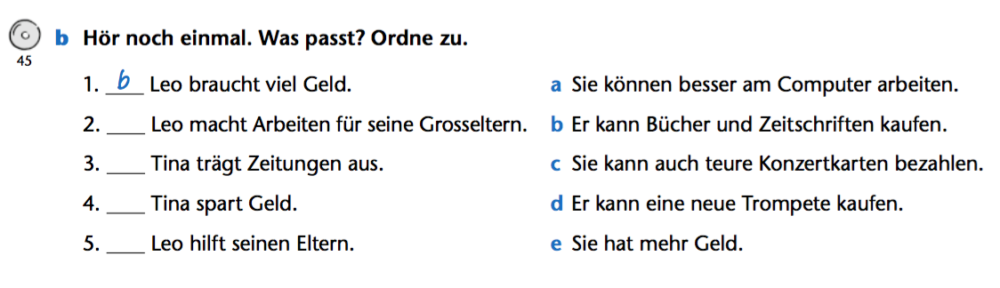 b Hör noch einmal. Was passt? Ordne zu.
45
1. b Leo braucht viel Geld.
a Sie können besser am Computer arbeiten.
2. ____ Leo macht Arbeiten für seine Grosseltern.
b Er kann Bücher und Zeitschriften kaufen.
3. ____ Tina trägt Zeitungen aus.
c Sie kann auch teure Konzertkarten bezahlen.
4. ____ Tina spart Geld.
d Er kann eine neue Trompete kaufen.
5. ____ Leo hilft seinen Eltern.
e Sie hat mehr Geld.